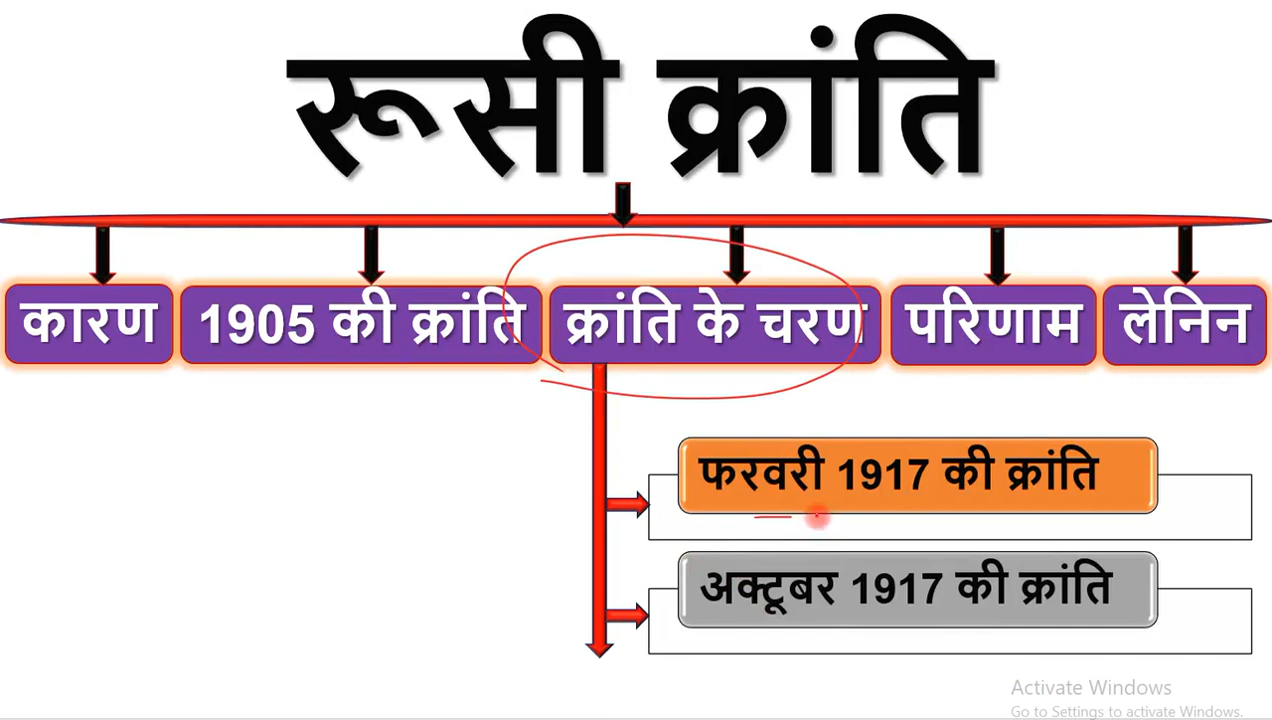 रूसी क्रांति
कारण
1905 की क्रांति
क्रांति के चरण
परिणाम
लेनिन
फरवरी 1917 की क्रांति
अक्टूबर 1917 की क्रांति
Activate Windows
Go to Settings to activate Windows.